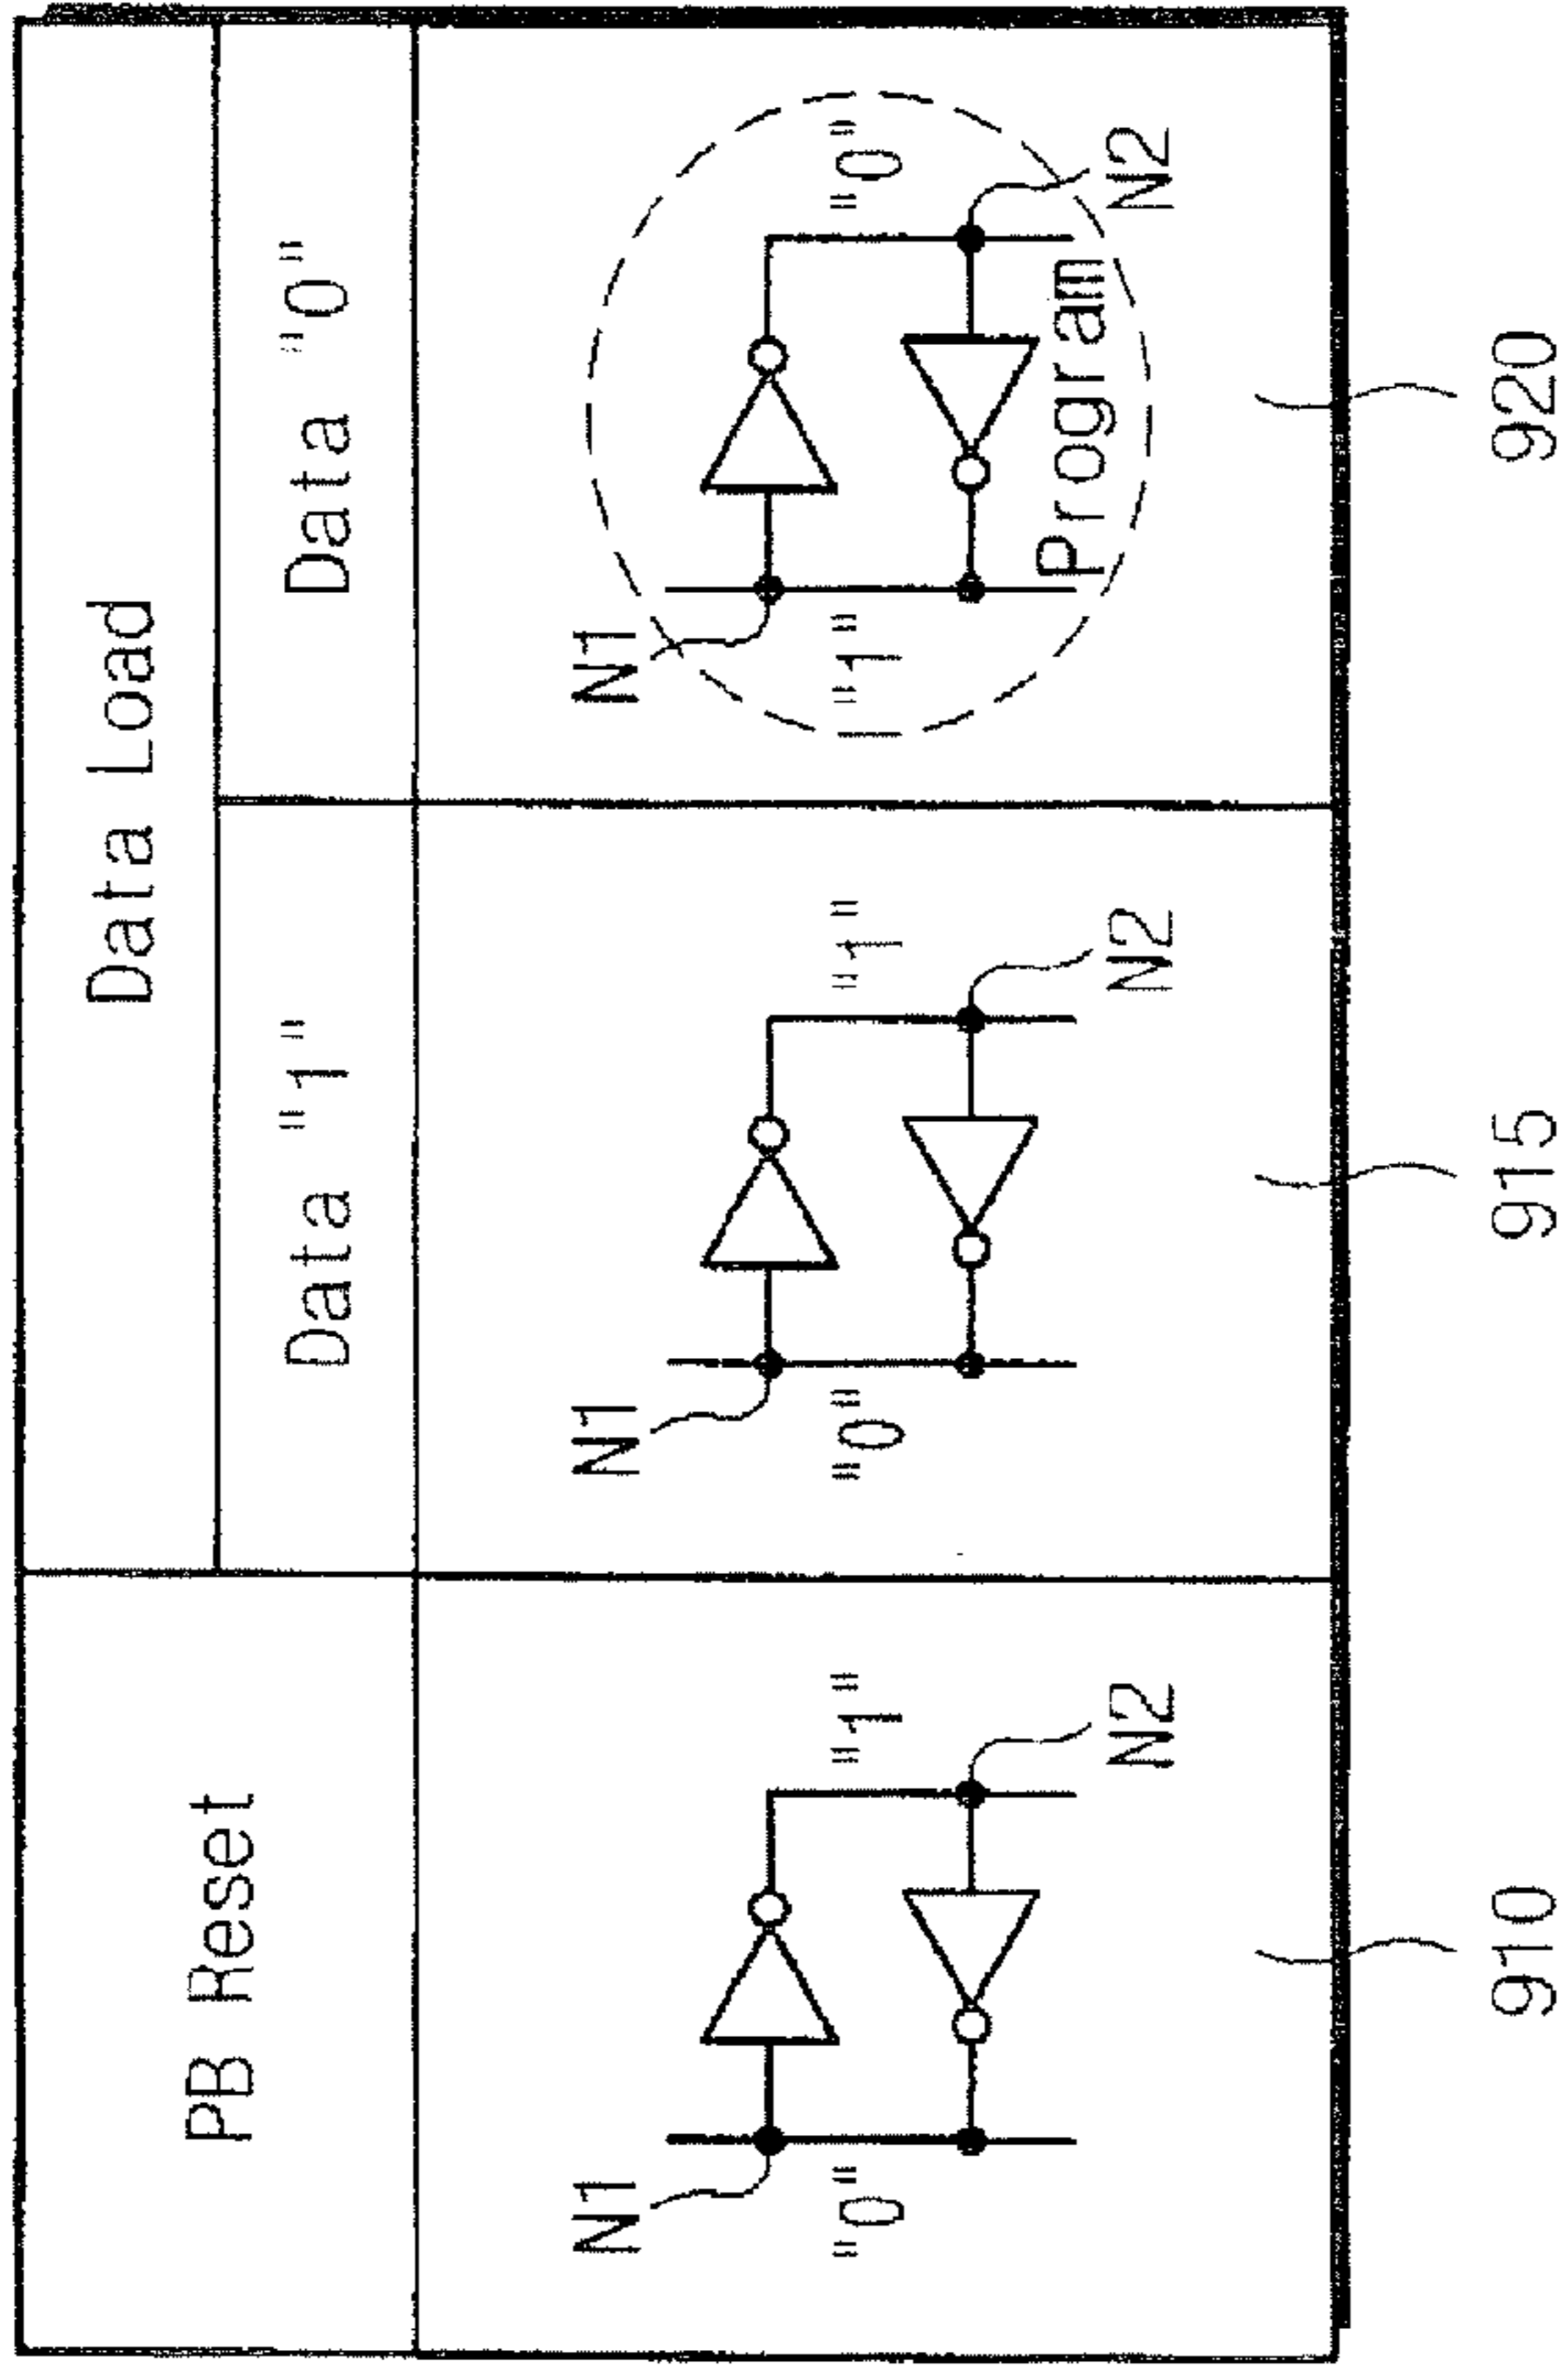 PB Reset
Data Load
Data "1"
Data "0"
N1
"0"
"1"
N2
N1
"0"
"1"
N2
N1
"1"
"0"
Program
N2
910
915
920